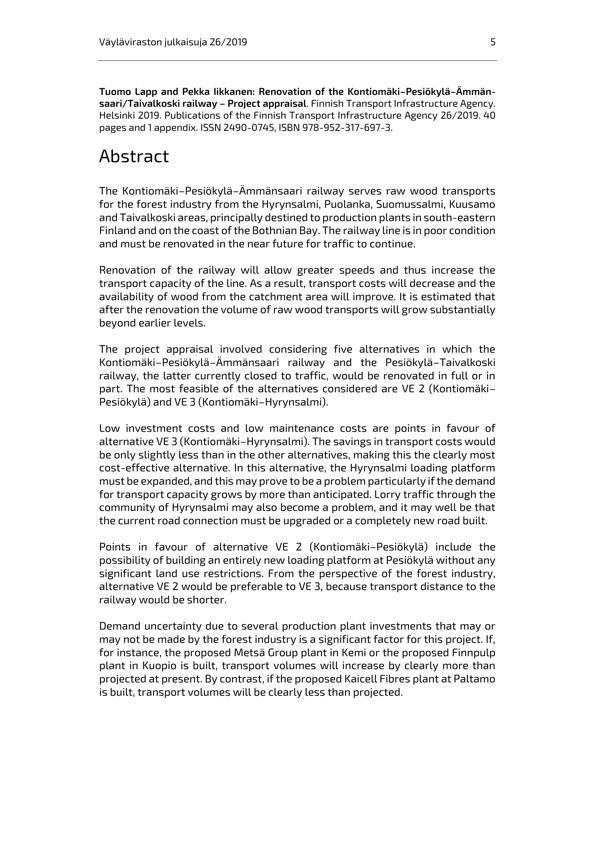 Väyläviraston julkaisuja 26/2019 5
Tuomo Lapp and Pekka Iikkanen: Renovation of the Kontiomäki–Pesiökylä–Ämmän-
saari/Taivalkoski railway – Project appraisal. Finnish Transport Infrastructure Agency.
Helsinki 2019. Publications of the Finnish Transport Infrastructure Agency 26/2019. 40
pages and 1 appendix. ISSN 2490-0745, ISBN 978-952-317-697-3.
Abstract
The Kontiomäki–Pesiökylä–Ämmänsaari railway serves raw wood transports
for the forest industry from the Hyrynsalmi, Puolanka, Suomussalmi, Kuusamo
and Taivalkoski areas, principally destined to production plants in south-eastern
Finland and on the coast of the Bothnian Bay. The railway line is in poor condition
and must be renovated in the near future for traffic to continue.
Renovation of the railway will allow greater speeds and thus increase the
transport capacity of the line. As a result, transport costs will decrease and the
availability of wood from the catchment area will improve. It is estimated that
after the renovation the volume of raw wood transports will grow substantially
beyond earlier levels.
The project appraisal involved considering five alternatives in which the
Kontiomäki–Pesiökylä–Ämmänsaari railway and the Pesiökylä–Taivalkoski
railway, the latter currently closed to traffic, would be renovated in full or in
part. The most feasible of the alternatives considered are VE 2 (Kontiomäki–
Pesiökylä) and VE 3 (Kontiomäki–Hyrynsalmi).
Low investment costs and low maintenance costs are points in favour of
alternative VE 3 (Kontiomäki–Hyrynsalmi). The savings in transport costs would
be only slightly less than in the other alternatives, making this the clearly most
cost-effective alternative. In this alternative, the Hyrynsalmi loading platform
must be expanded, and this may prove to be a problem particularly if the demand
for transport capacity grows by more than anticipated. Lorry traffic through the
community of Hyrynsalmi may also become a problem, and it may well be that
the current road connection must be upgraded or a completely new road built.
Points in favour of alternative VE 2 (Kontiomäki–Pesiökylä) include the
possibility of building an entirely new loading platform at Pesiökylä without any
significant land use restrictions. From the perspective of the forest industry,
alternative VE 2 would be preferable to VE 3, because transport distance to the
railway would be shorter.
Demand uncertainty due to several production plant investments that may or
may not be made by the forest industry is a significant factor for this project. If,
for instance, the proposed Metsä Group plant in Kemi or the proposed Finnpulp
plant in Kuopio is built, transport volumes will increase by clearly more than
projected at present. By contrast, if the proposed Kaicell Fibres plant at Paltamo
is built, transport volumes will be clearly less than projected.